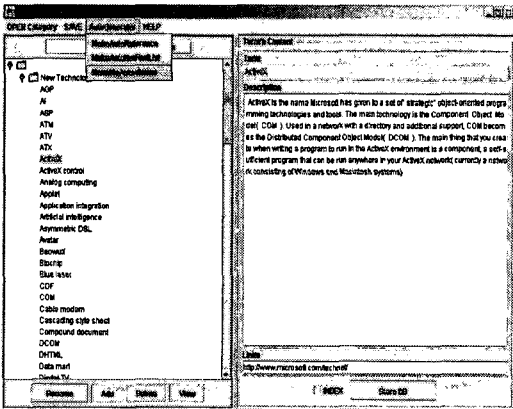 OPEN Category SAVE HELP
Term's Content
Term
ActiveX
Description
ActiveX is the name Microsoft has given to a set of "strategic" object-oriented progra
mming technologies and tools. The main technology is the Component Object Mo
del( COM ). Used in a network with a directory and additional support, COM becom
es the Distributed Component Object Model( DCOM ). The main thing that you crea
te when writing a program to run in the ActiveX environment is a component, a self-s
ufficient program that can be run anywhere in your ActiveX network( currently a netwo
rk consisting of Windows and Macintosh systems)
New Technolog
AGP
AI
ASP
ATM
ATV
ATX
ActiveX
ActiveX control
Analog computing
Applet
Application integration
Artificial intelligence
Asymmetric DSL
Avatar
Beowulf
Biochip
Blue laser
CDF
COM
Cable modem
Cascading style sheet
Compound document
DCOM
DHTML
Data mart
Digital TV
Links
http://www.microsoft.com/technet/
Rename Add Delete View
INDEX Store DB